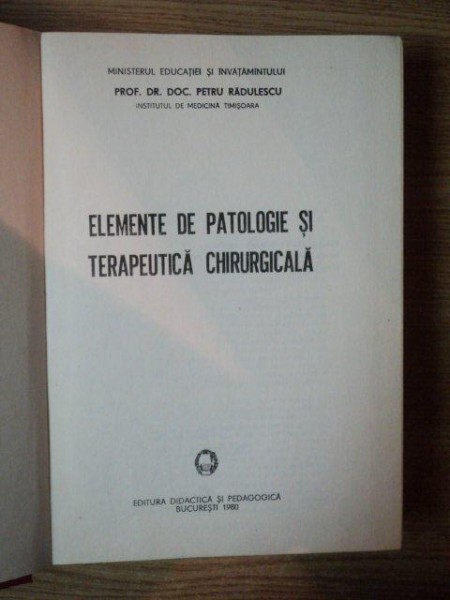 MINISTERUL EDUCAȚIEI ȘI ÎNVĂȚĂMÎNTULUI
PROF. DR. DOC. PETRU RĂDULESCU
INSTITUTUL DE MEDICINĂ TIMIȘOARA
ELEMENTE DE PATOLOGIE ȘI
TERAPEUTICĂ CHIRURGICALĂ
EDITURA DIDACTICĂ ȘI PEDAGOGICĂ
BUCUREȘTI 1980